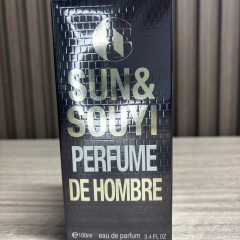 SUN&
SOUYI
PERFUME
DE HOMBRE
℮100ml eau de parfum 3.4 FL.OZ